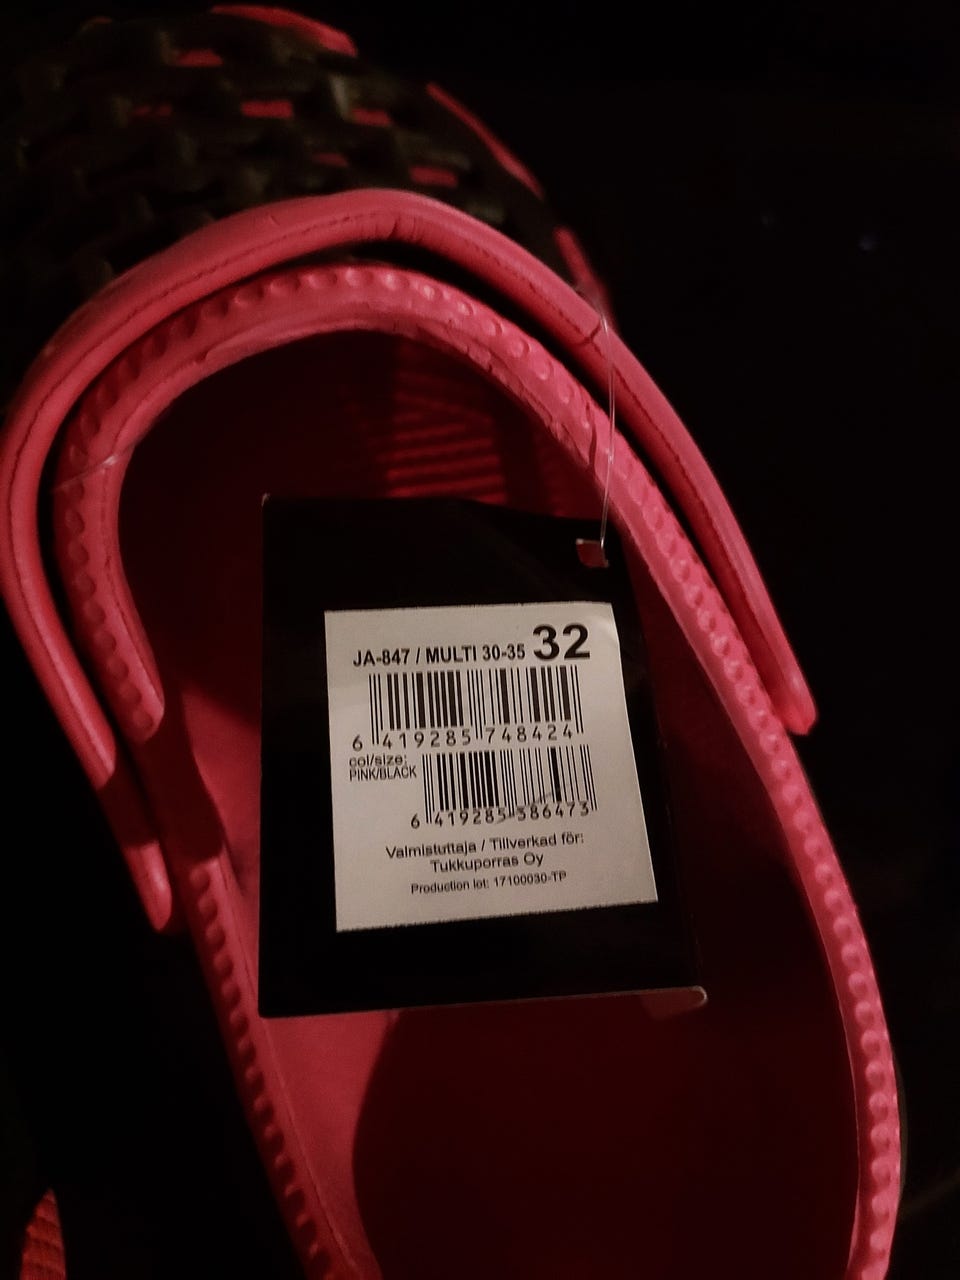 JA-847 / MULTI 30-35 32
6 419285 748424
col/size:
PINK/BLACK
6 419285 386473
Valmistuttaja / Tillverkad för:
Tukkuporras Oy
Production lot: 17100030-TP